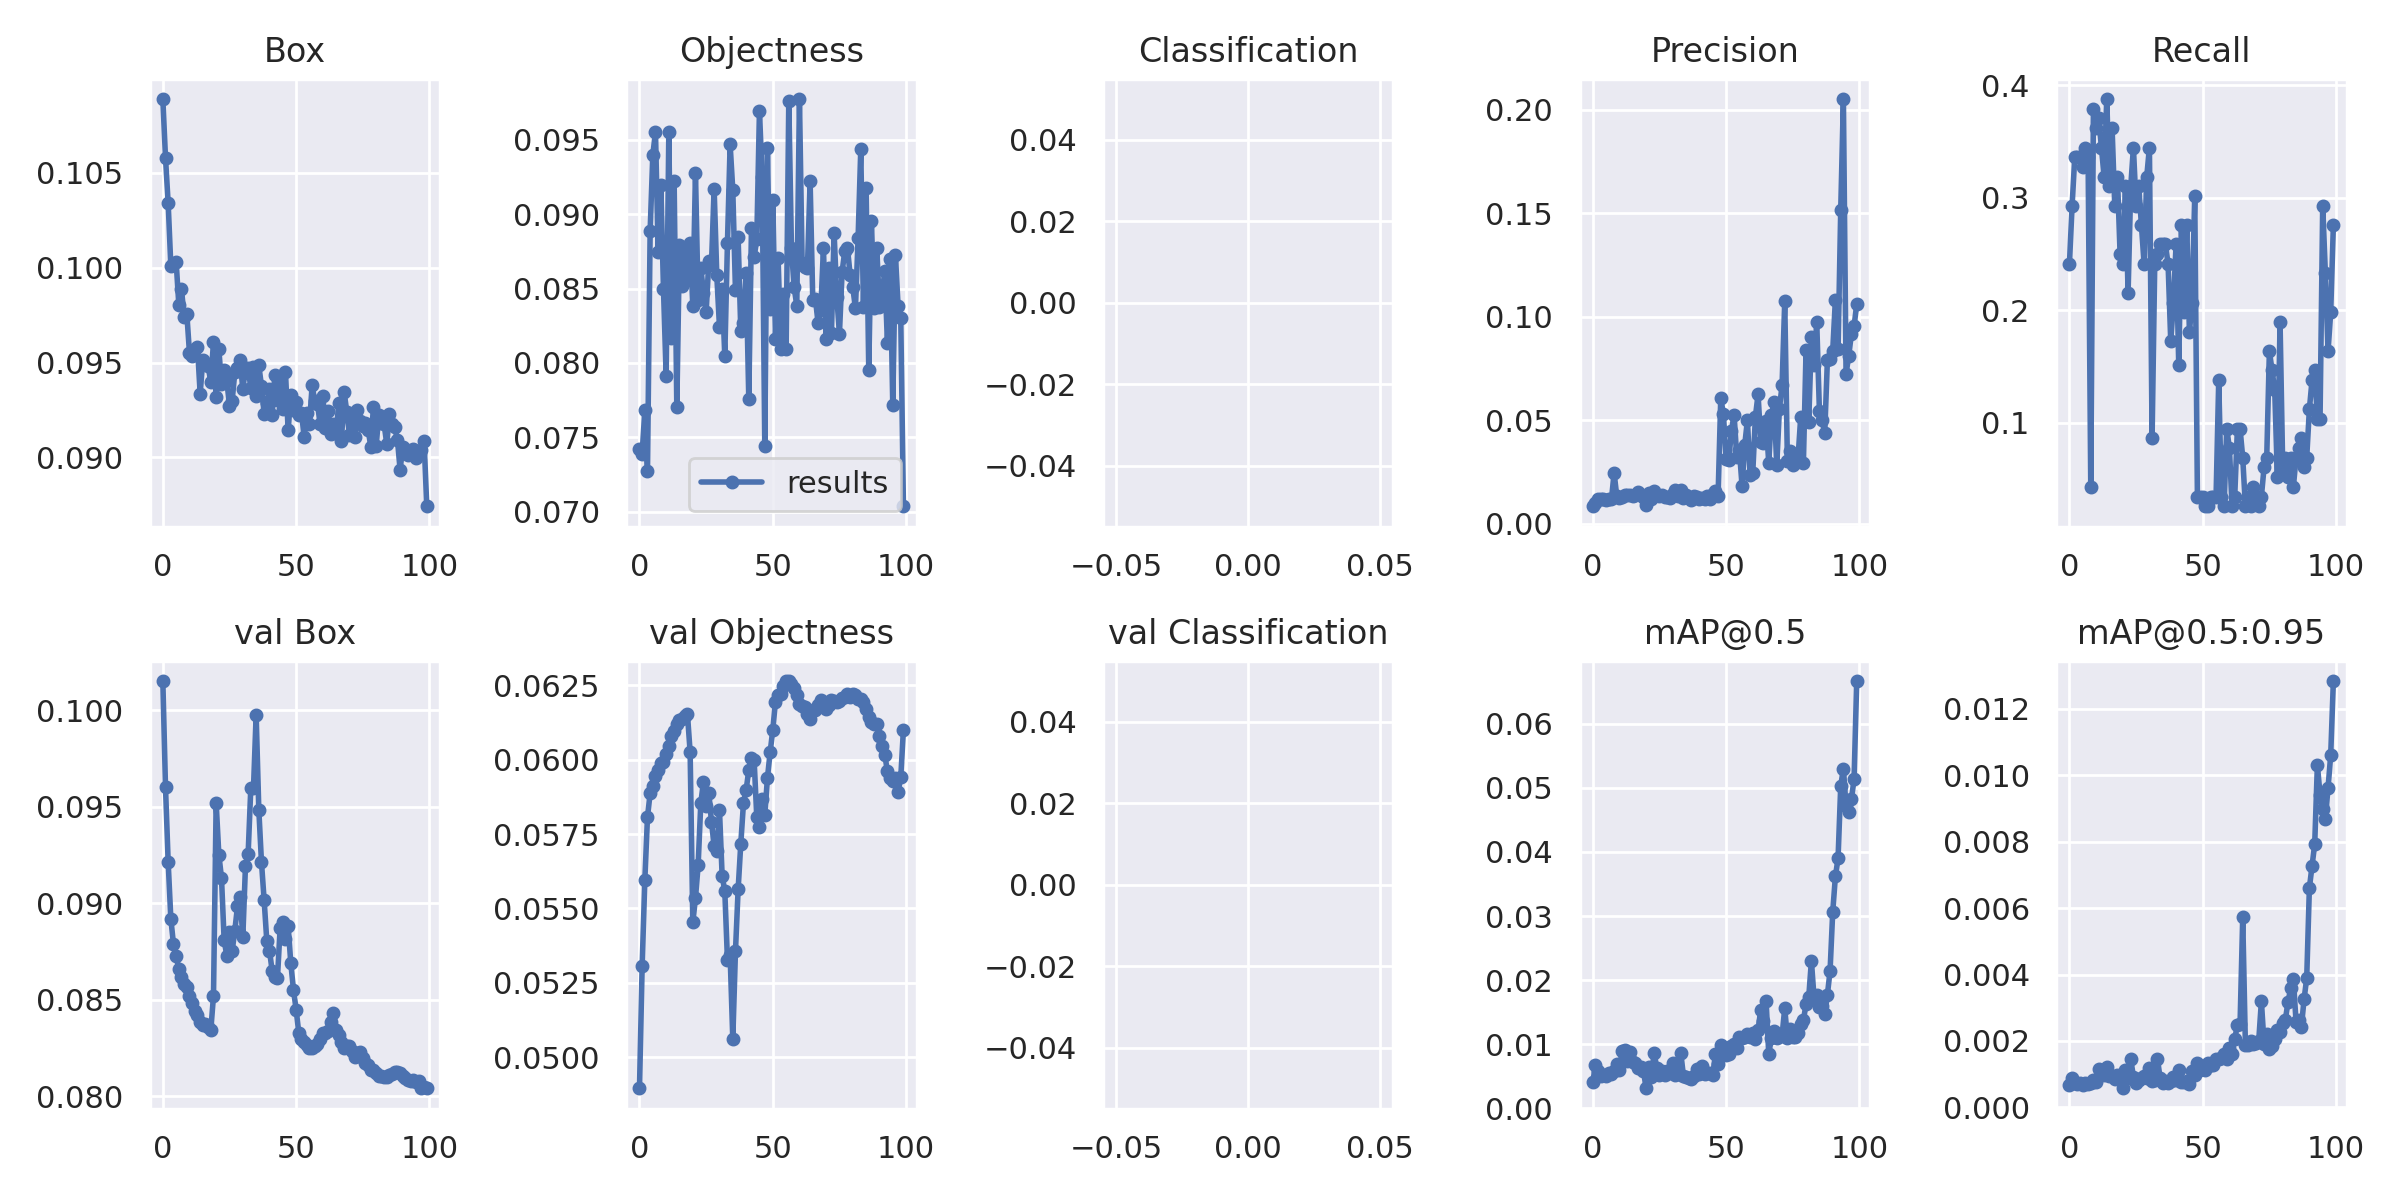 Box
Objectness
Classification
Precision
Recall
0.105
0.100
0.095
0.090
0 50 100
0.095
0.090
0.085
0.080
0.075
0.070
results
0 50 100
0.04
0.02
0.00
−0.02
−0.04
−0.05 0.00 0.05
0.20
0.15
0.10
0.05
0.00
0 50 100
0.4
0.3
0.2
0.1
0 50 100
val Box
val Objectness
val Classification
mAP@0.5
mAP@0.5:0.95
0.100
0.095
0.090
0.085
0.080
0 50 100
0.0625
0.0600
0.0575
0.0550
0.0525
0.0500
0 50 100
0.04
0.02
0.00
−0.02
−0.04
−0.05 0.00 0.05
0.06
0.05
0.04
0.03
0.02
0.01
0.00
0 50 100
0.012
0.010
0.008
0.006
0.004
0.002
0.000
0 50 100